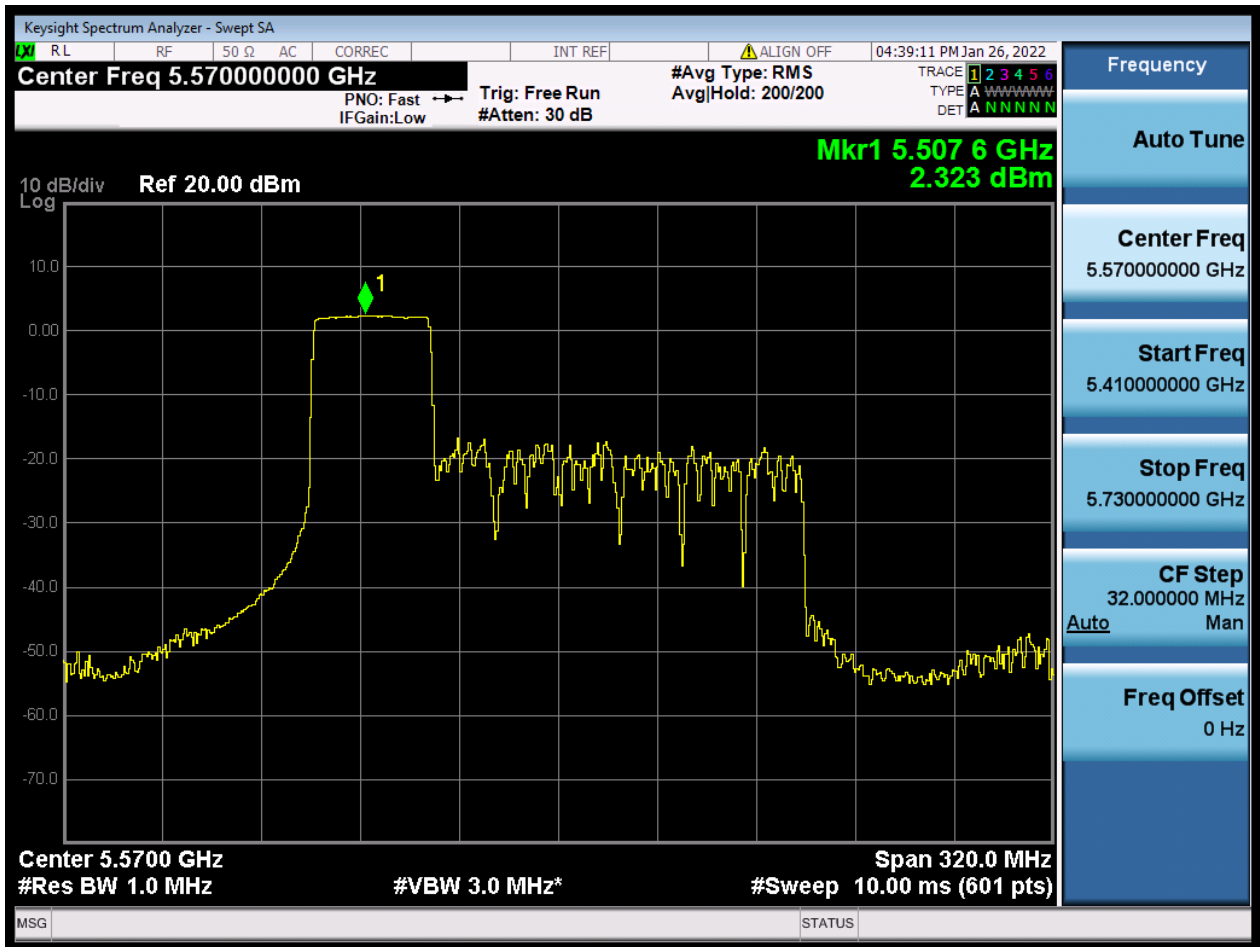 Keysight Spectrum Analyzer - Swept SA
LXI RL RF 50 Ω AC CORREC INT REF ALIGN OFF 04:39:11 PM Jan 26, 2022
Center Freq 5.570000000 GHz
PNO: Fast
IFGain:Low
Trig: Free Run
#Atten: 30 dB
#Avg Type: RMS
Avg|Hold: 200/200
TRACE 1 2 3 4 5 6
TYPE A WWWWW
DET A N N N N N
Mkr1 5.507 6 GHz
2.323 dBm
10 dB/div Ref 20.00 dBm
Log
10.0
0.00
-10.0
-20.0
-30.0
-40.0
-50.0
-60.0
-70.0
1
Center 5.5700 GHz Span 320.0 MHz
#Res BW 1.0 MHz #VBW 3.0 MHz* #Sweep 10.00 ms (601 pts)
MSG STATUS
Frequency
Auto Tune
Center Freq
5.570000000 GHz
Start Freq
5.410000000 GHz
Stop Freq
5.730000000 GHz
CF Step
32.000000 MHz
Auto Man
Freq Offset
0 Hz